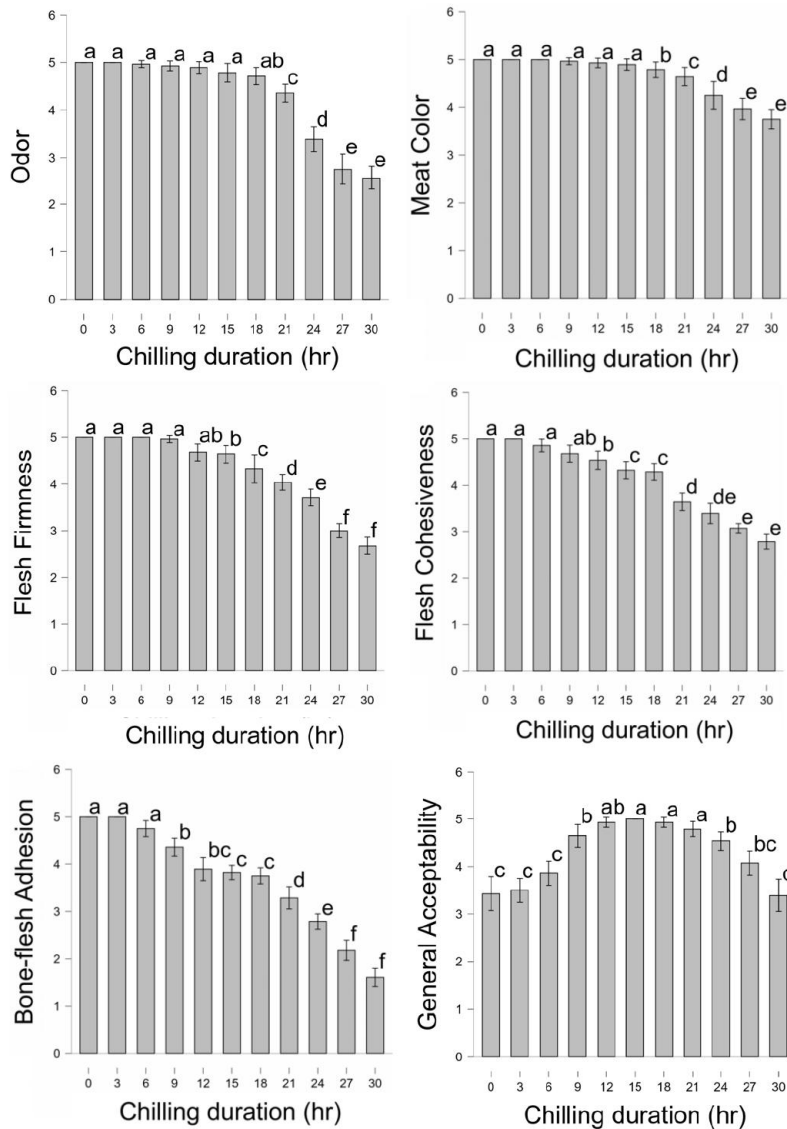 Odor
6
5
4
3
2
1
0
a a a a a a ab c d e e
0 3 6 9 12 15 18 21 24 27 30
Chilling duration (hr)
Meat Color
6
5
4
3
2
1
0
a a a a a a b c d e e
0 3 6 9 12 15 18 21 24 27 30
Chilling duration (hr)
Flesh Firmness
6
5
4
3
2
1
0
a a a a ab b c d e f f
0 3 6 9 12 15 18 21 24 27 30
Chilling duration (hr)
Flesh Cohesiveness
6
5
4
3
2
1
0
a a a ab b c c d de e e
0 3 6 9 12 15 18 21 24 27 30
Chilling duration (hr)
Bone-flesh Adhesion
6
5
4
3
2
1
0
a a a b bc c c d e f f
0 3 6 9 12 15 18 21 24 27 30
Chilling duration (hr)
General Acceptability
6
5
4
3
2
1
0
c c c b ab a a a b bc
0 3 6 9 12 15 18 21 24 27 30
Chilling duration (hr)